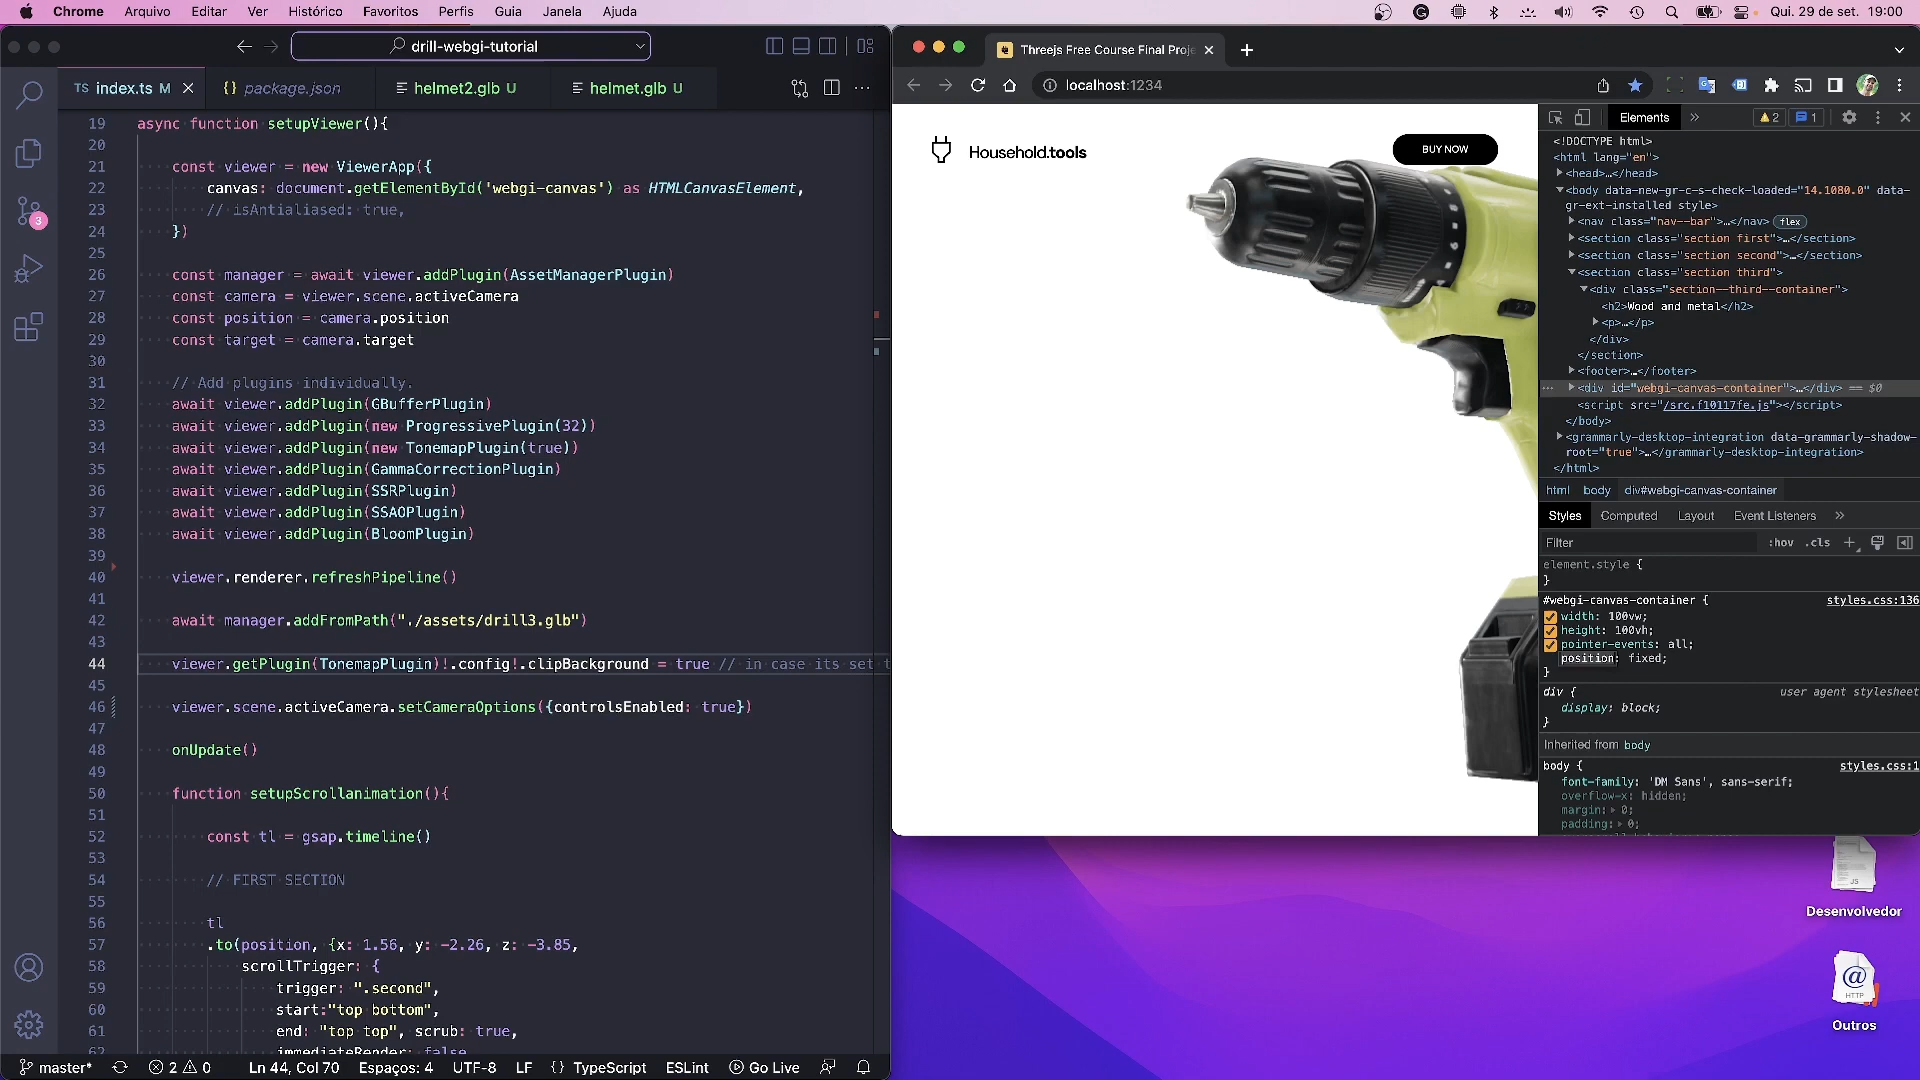 Chrome Arquivo Editar Ver Histórico Favoritos Perfis Guia Janela Ajuda
Qui. 29 de set. 19:00
drill-webgi-tutorial
TS index.ts M
{} package.json
helmet2.glb U
helmet.glb U
19 async function setupViewer(){
20
21 const viewer = new ViewerApp({
22 canvas: document.getElementById('webgi-canvas') as HTMLCanvasElement,
23 // isAntialiased: true,
24 })
25
26 const manager = await viewer.addPlugin(AssetManagerPlugin)
27 const camera = viewer.scene.activeCamera
28 const position = camera.position
29 const target = camera.target
30
31 // Add plugins individually.
32 await viewer.addPlugin(GBufferPlugin)
33 await viewer.addPlugin(new ProgressivePlugin(32))
34 await viewer.addPlugin(new TonemapPlugin(true))
35 await viewer.addPlugin(GammaCorrectionPlugin)
36 await viewer.addPlugin(SSRPlugin)
37 await viewer.addPlugin(SSAOPlugin)
38 await viewer.addPlugin(BloomPlugin)
39
40 viewer.renderer.refreshPipeline()
41
42 await manager.addFromPath("./assets/drill3.glb")
43
44 viewer.getPlugin(TonemapPlugin)!.config!.clipBackground = true // in case its set t
45
46 viewer.scene.activeCamera.setCameraOptions({controlsEnabled: true})
47
48 onUpdate()
49
50 function setupScrollanimation(){
51
52 const tl = gsap.timeline()
53
54 // FIRST SECTION
55
56 tl
57 .to(position, {x: 1.56, y: -2.26, z: -3.85,
58 scrollTrigger: {
59 trigger: ".second",
60 start:"top bottom",
61 end: "top top", scrub: true,
62 immediateRender: false
3
master* 2 0 Ln 44, Col 70 Espaços: 4 UTF-8 LF {} TypeScript ESLint Go Live
Threejs Free Course Final Proje
localhost:1234
Household.tools
BUY NOW
Elements
2
1
<!DOCTYPE html>
<html lang="en">
<head>…</head>
<body data-new-gr-c-s-check-loaded="14.1080.0" data-
gr-ext-installed style>
<nav class="nav--bar">…</nav> flex
<section class="section first">…</section>
<section class="section second">…</section>
<section class="section third">
<div class="section--third--container">
<h2>Wood and metal</h2>
<p>…</p>
</div>
</section>
<footer>…</footer>
<div id="webgi-canvas-container">…</div> == $0
<script src="/src.f10117fe.js"></script>
</body>
<grammarly-desktop-integration data-grammarly-shadow-
root="true">…</grammarly-desktop-integration>
</html>
html body div#webgi-canvas-container
Styles Computed Layout Event Listeners
Filter :hov .cls
element.style {
}
#webgi-canvas-container { styles.css:136
width: 100vw;
height: 100vh;
pointer-events: all;
position: fixed;
}
div { user agent stylesheet
display: block;
}
Inherited from body
body { styles.css:1
font-family: 'DM Sans', sans-serif;
overflow-x: hidden;
margin: 0;
padding: 0;
JS
Desenvolvedor
HTTP
Outros